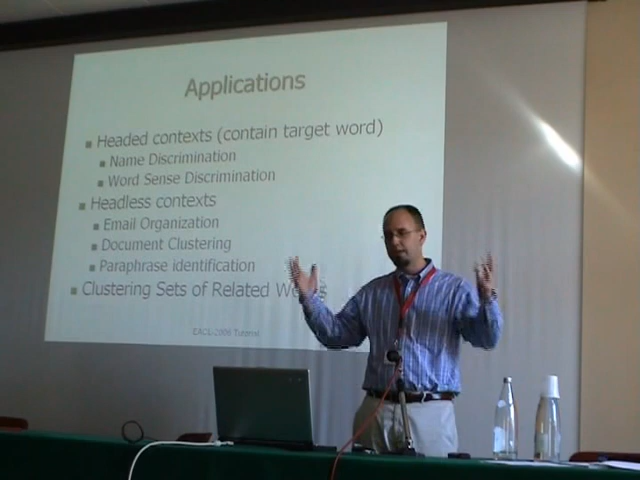 Applications
Headed contexts (contain target word)
Name Discrimination
Word Sense Discrimination
Headless contexts
Email Organization
Document Clustering
Paraphrase identification
Clustering Sets of Related
EACL-2006 Tutorial